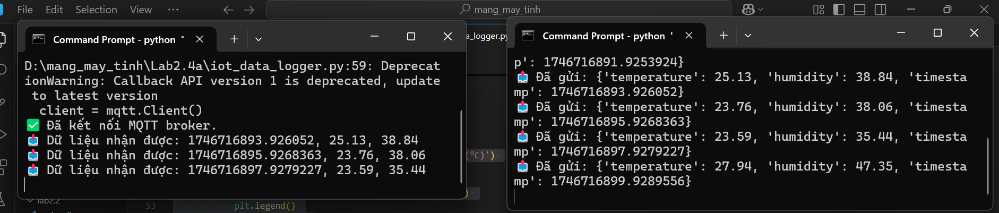 File Edit Selection View ··· mang_may_tinh
Command Prompt - python "
a_logger.py
Command Prompt - python "
D:\mang_may_tinh\Lab2.4a\iot_data_logger.py:59: Deprecat
ionWarning: Callback API version 1 is deprecated, update
to latest version
client = mqtt.Client()
✅ Đã kết nối MQTT broker.
📥 Dữ liệu nhận được: 1746716893.926052, 25.13, 38.84
📥 Dữ liệu nhận được: 1746716895.9268363, 23.76, 38.06
📥 Dữ liệu nhận được: 1746716897.9279227, 23.59, 35.44
p': 1746716891.9253924}
📤 Đã gửi: {'temperature': 25.13, 'humidity': 38.84, 'timesta
mp': 1746716893.926052}
📤 Đã gửi: {'temperature': 23.76, 'humidity': 38.06, 'timesta
mp': 1746716895.9268363}
📤 Đã gửi: {'temperature': 23.59, 'humidity': 35.44, 'timesta
mp': 1746716897.9279227}
📤 Đã gửi: {'temperature': 27.94, 'humidity': 47.35, 'timesta
mp': 1746716899.9289556}
(°C)')
)
lab2.2
53 plt.legend()